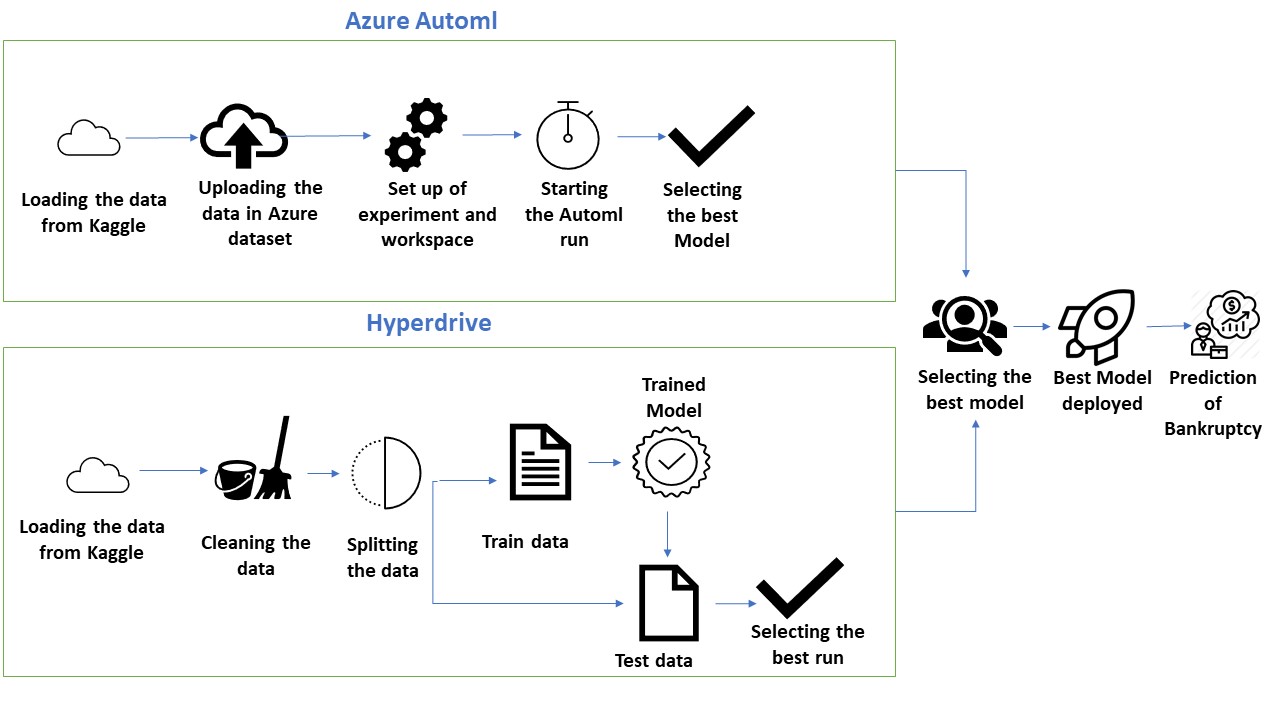 Azure Automl
Loading the data
from Kaggle
Uploading the
data in Azure
dataset
Set up of
experiment and
workspace
Starting
the Automl
run
Selecting
the best
Model
Hyperdrive
Loading the data
from Kaggle
Cleaning the
data
Splitting
the data
Train data
Trained
Model
Test data
Selecting the
best run
Selecting the
best model
Best Model
deployed
Prediction
of
Bankruptcy
$